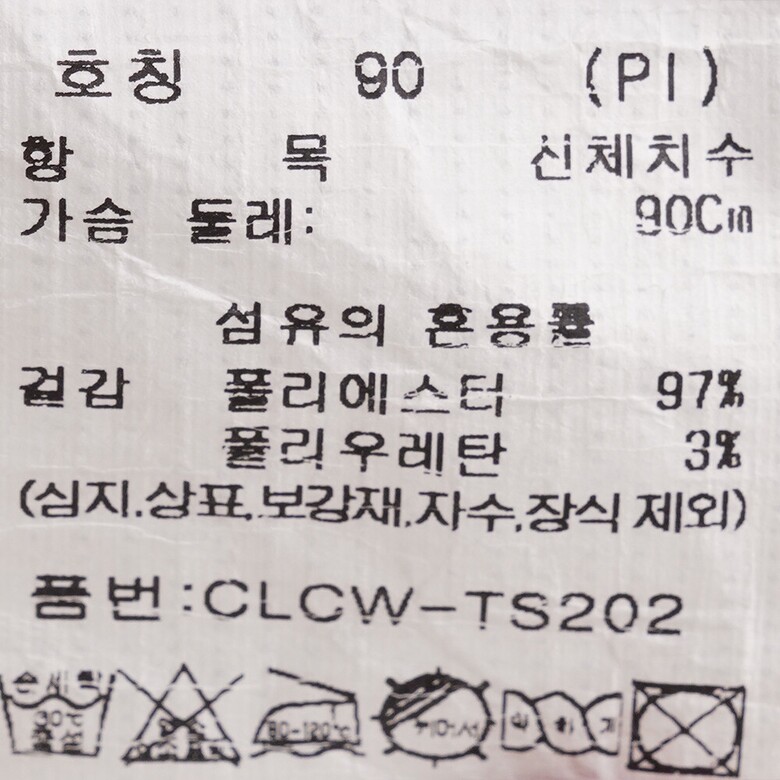 호칭 90 (PI)
항 목 신체치수
가슴 둘레: 90Cm
섬유의 혼용률
겉감 폴리에스터 97%
폴리우레탄 3%
(심지.상표.보강재.자수.장식 제외)
품번:CLCW-TS202
손세탁
30℃
중성
80-120℃
약하게